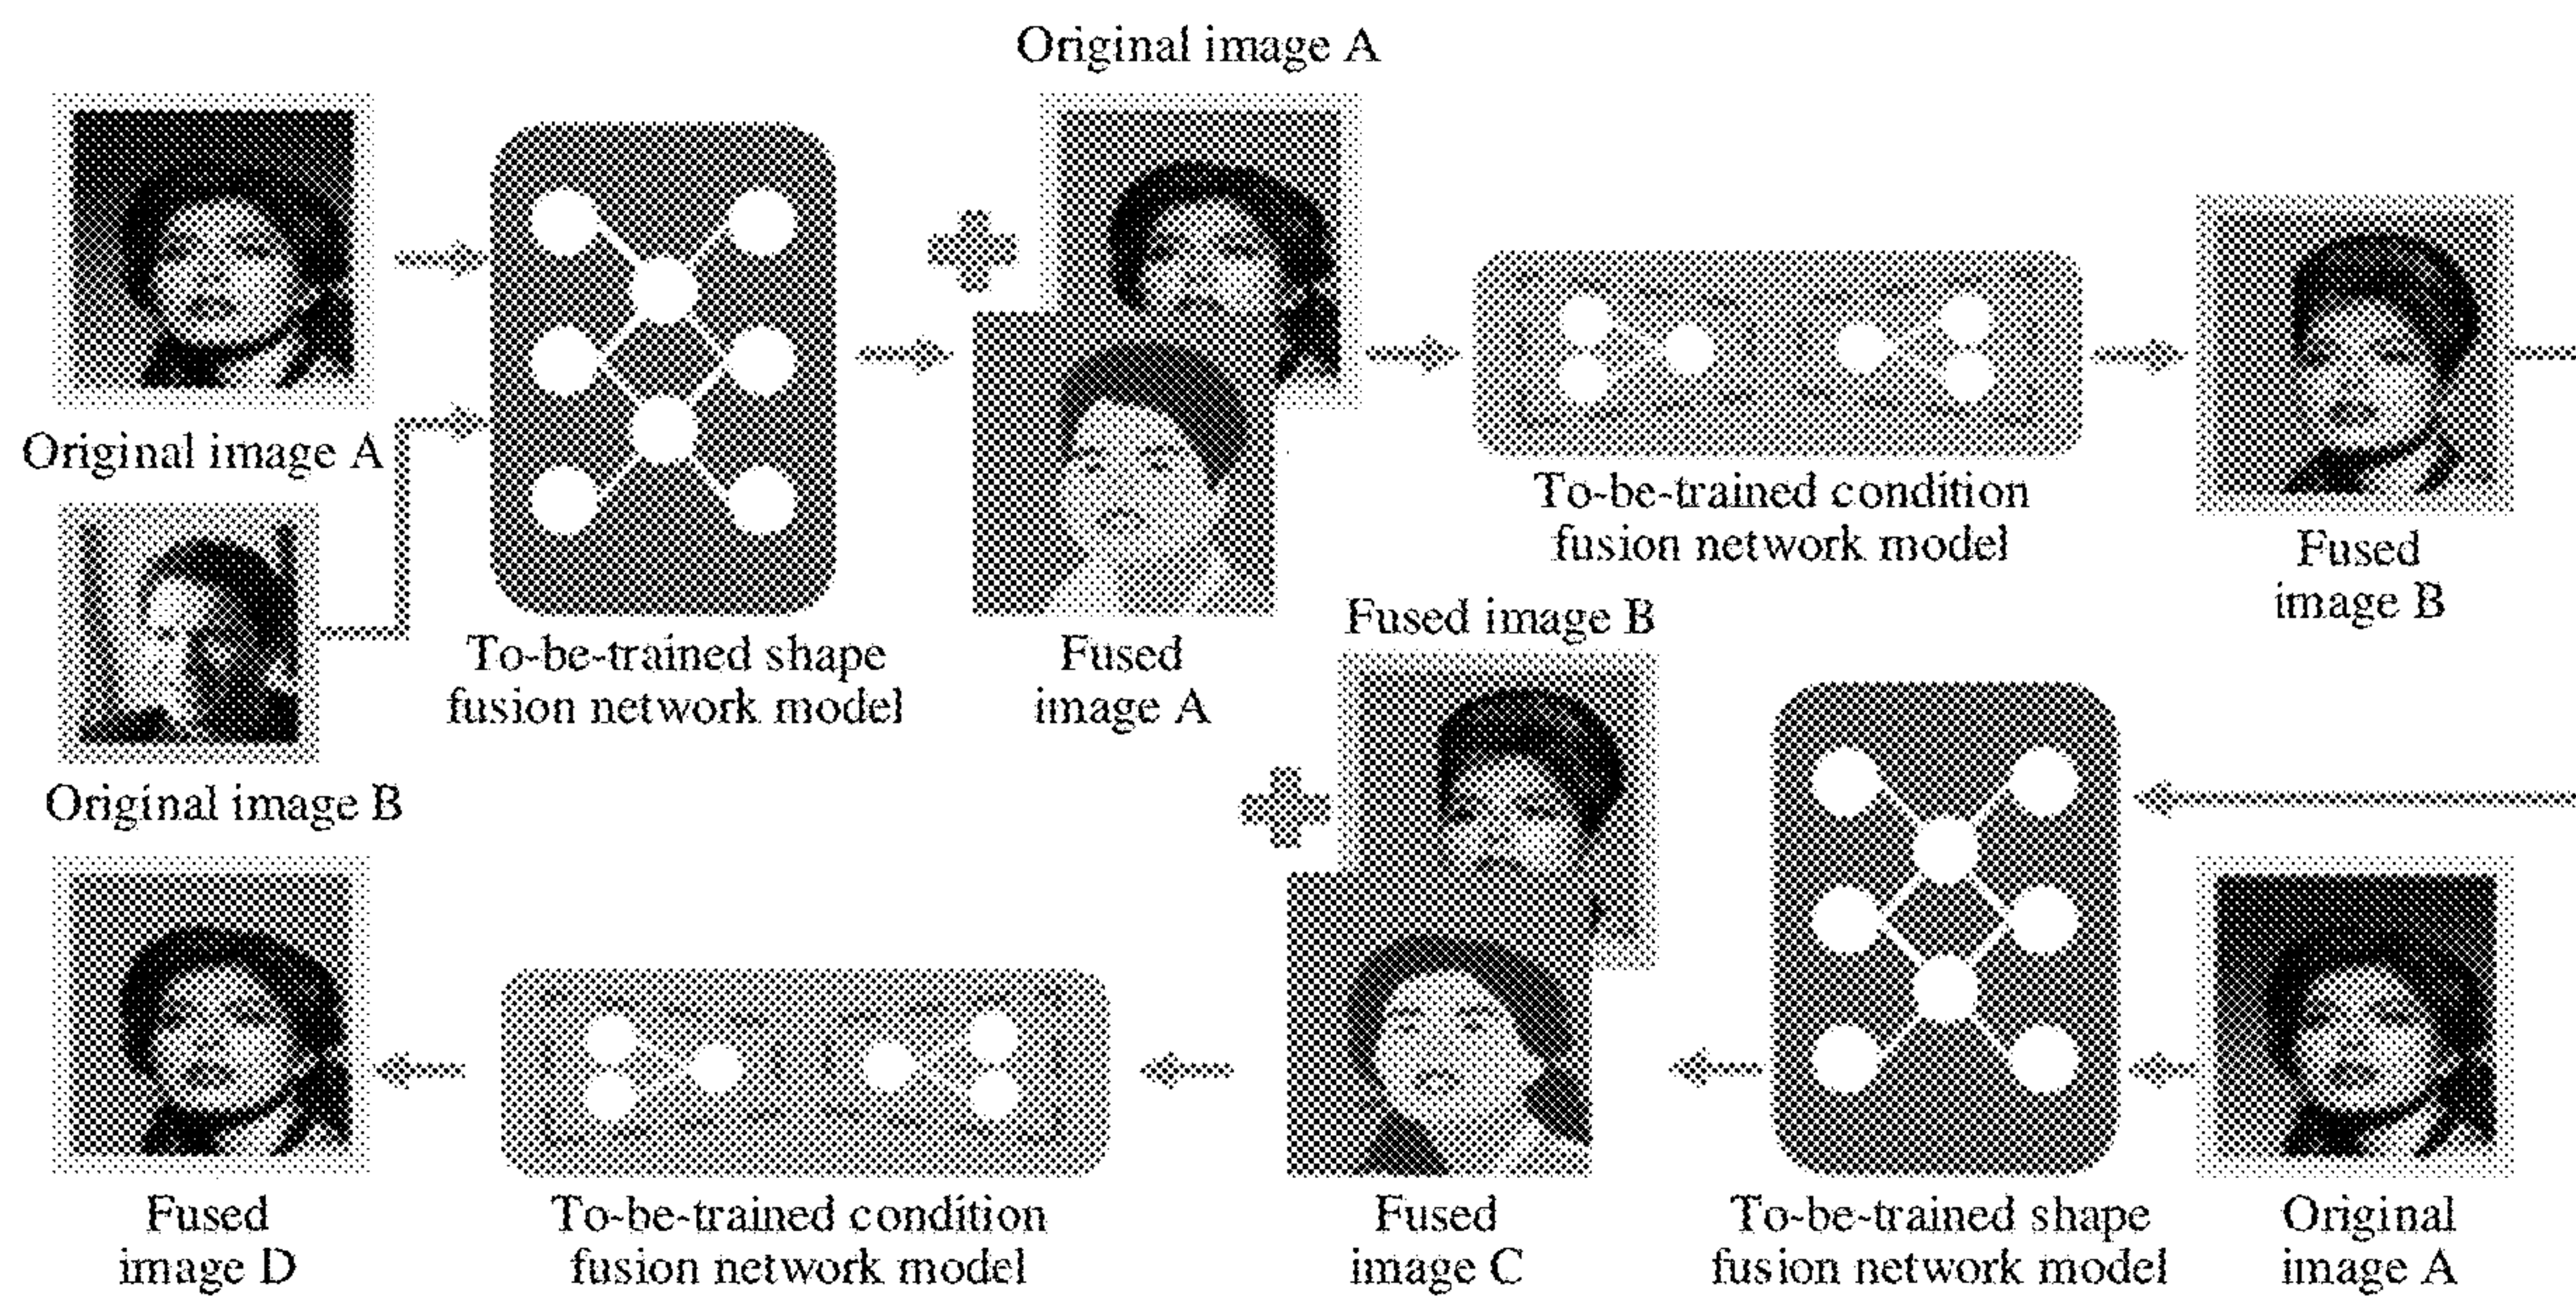 Original image A
Original image A
To-be-trained condition
fusion network model
Fused
image B
Original image B
To-be-trained shape
fusion network model
Fused
image A
Fused image B
Fused
image D
To-be-trained condition
fusion network model
Fused
image C
To-be-trained shape
fusion network model
Original
image A